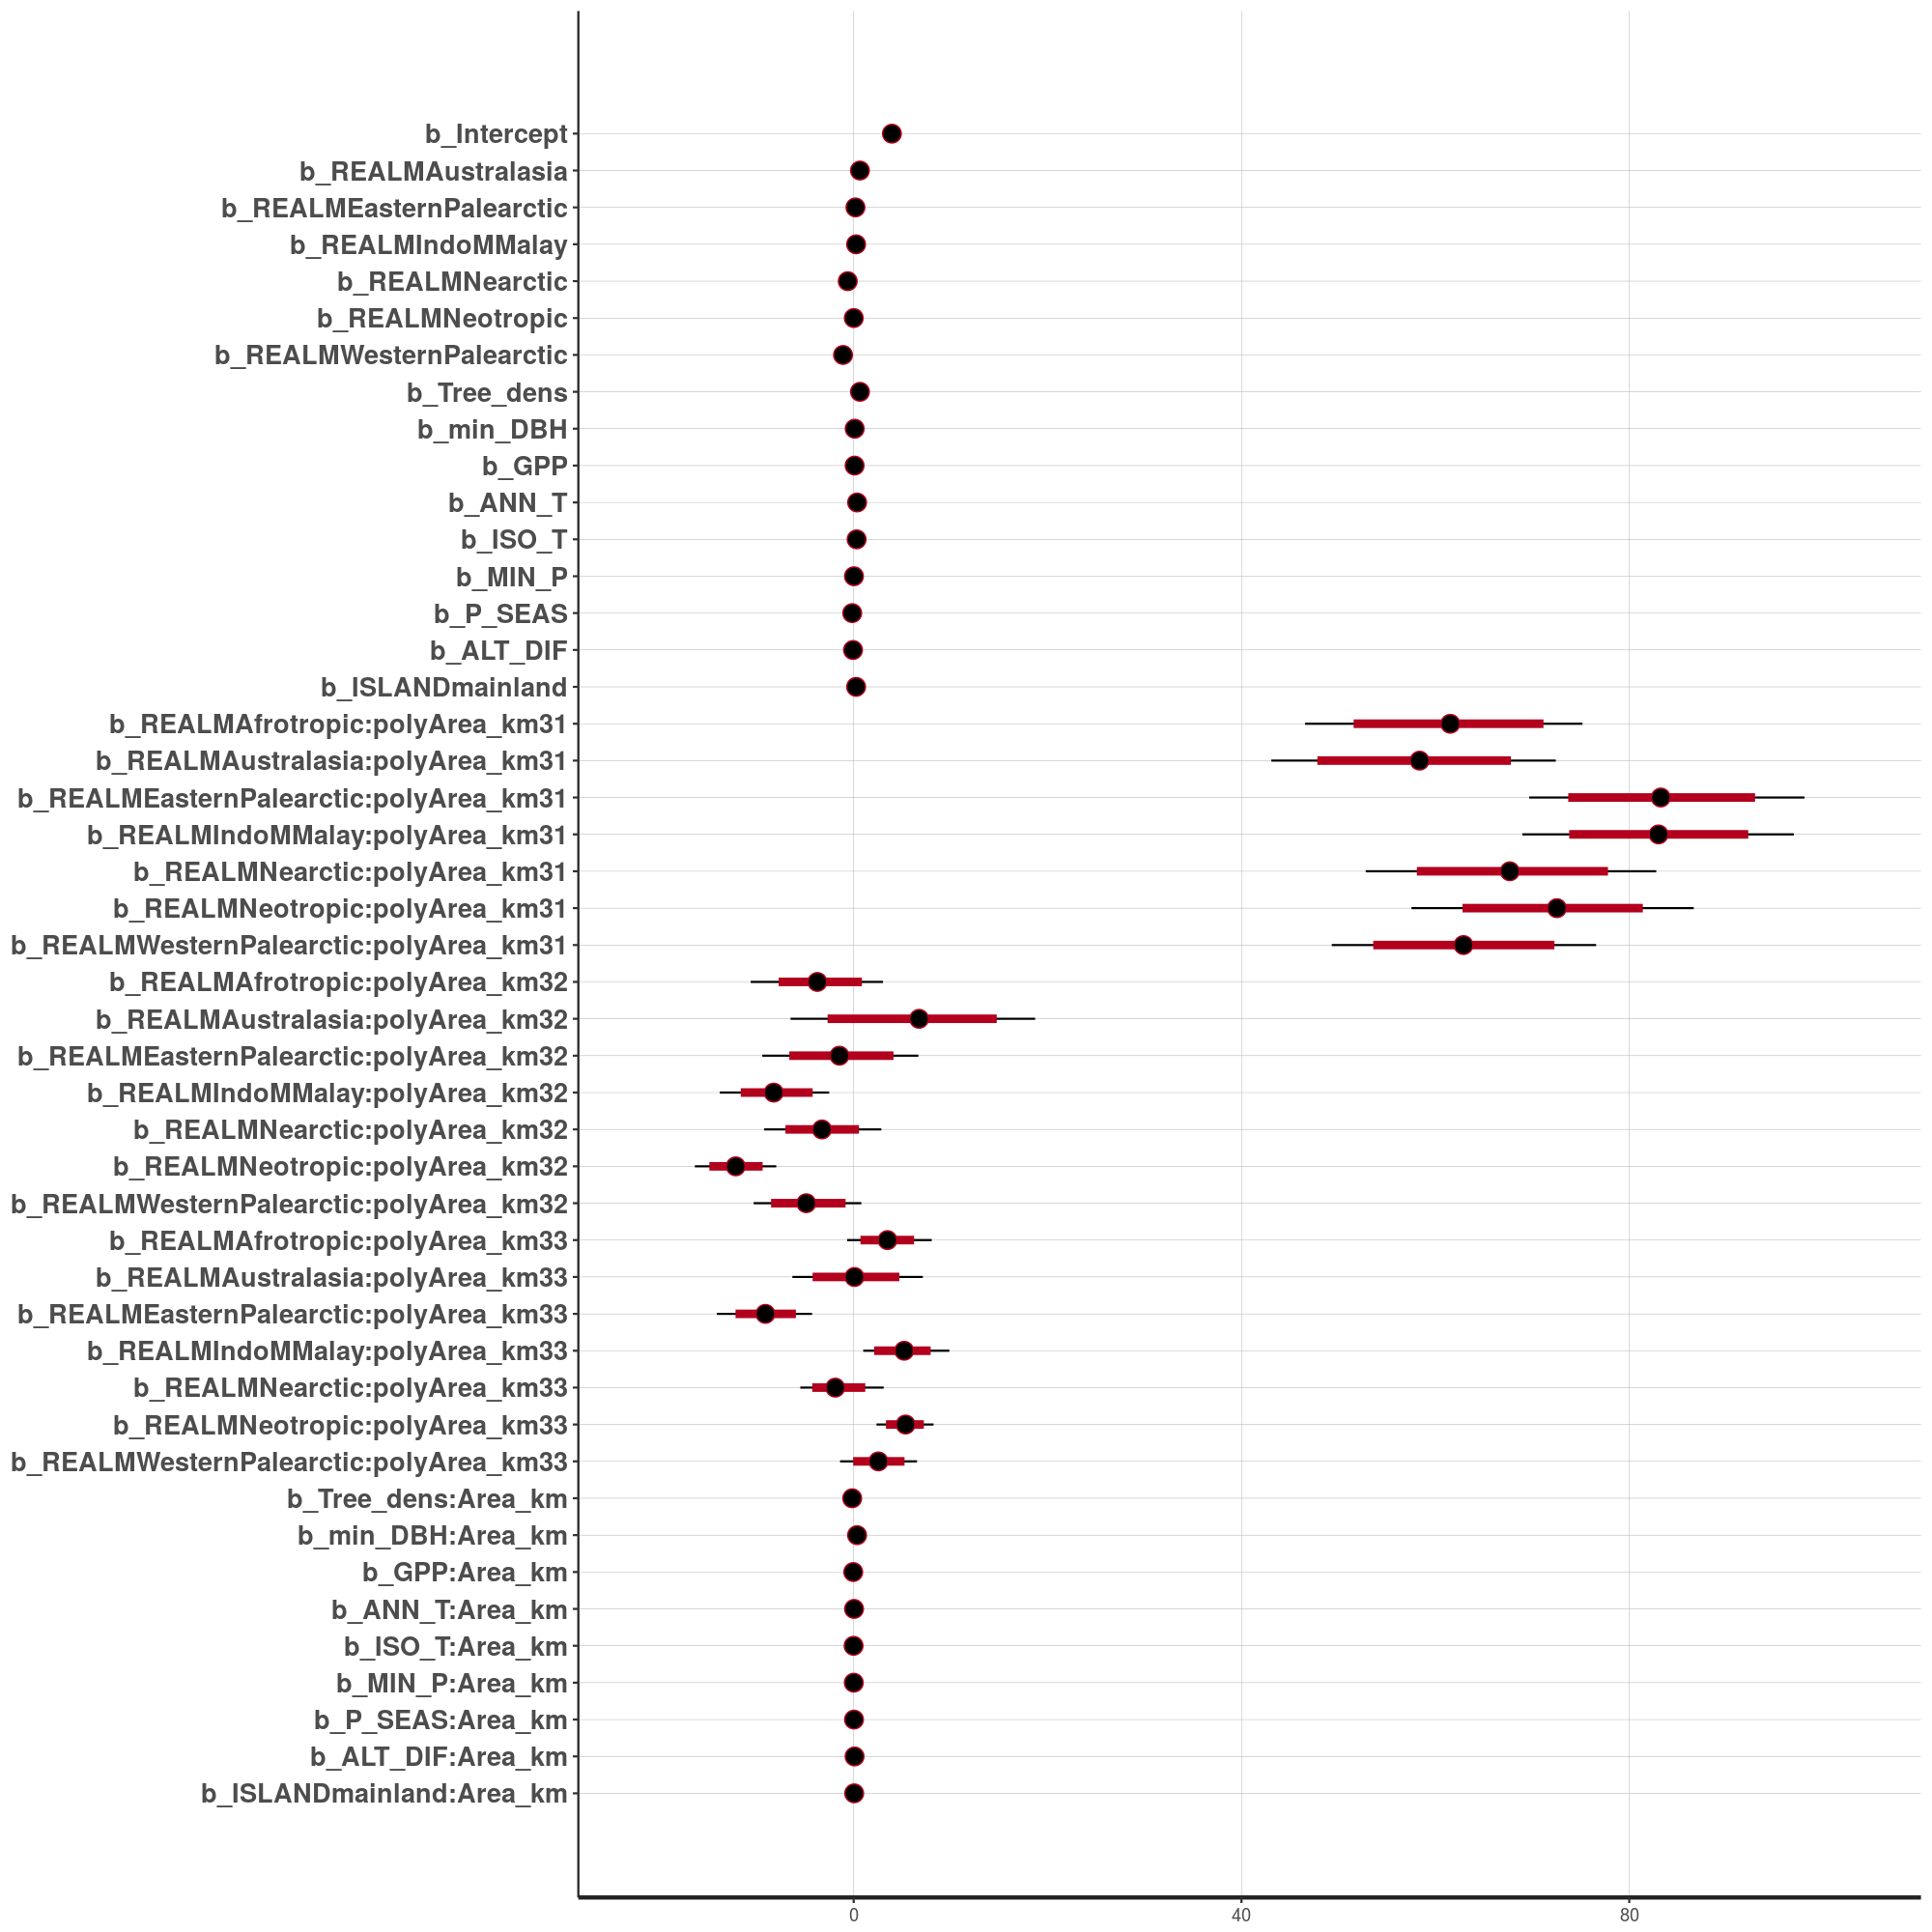 b_Intercept
b_REALMAustralasia
b_REALMEasternPalearctic
b_REALMIndoMMalay
b_REALMNearctic
b_REALMNeotropic
b_REALMWesternPalearctic
b_Tree_dens
b_min_DBH
b_GPP
b_ANN_T
b_ISO_T
b_MIN_P
b_P_SEAS
b_ALT_DIF
b_ISLANDmainland
b_REALMAfrotropic:polyArea_km31
b_REALMAustralasia:polyArea_km31
b_REALMEasternPalearctic:polyArea_km31
b_REALMIndoMMalay:polyArea_km31
b_REALMNearctic:polyArea_km31
b_REALMNeotropic:polyArea_km31
b_REALMWesternPalearctic:polyArea_km31
b_REALMAfrotropic:polyArea_km32
b_REALMAustralasia:polyArea_km32
b_REALMEasternPalearctic:polyArea_km32
b_REALMIndoMMalay:polyArea_km32
b_REALMNearctic:polyArea_km32
b_REALMNeotropic:polyArea_km32
b_REALMWesternPalearctic:polyArea_km32
b_REALMAfrotropic:polyArea_km33
b_REALMAustralasia:polyArea_km33
b_REALMEasternPalearctic:polyArea_km33
b_REALMIndoMMalay:polyArea_km33
b_REALMNearctic:polyArea_km33
b_REALMNeotropic:polyArea_km33
b_REALMWesternPalearctic:polyArea_km33
b_Tree_dens:Area_km
b_min_DBH:Area_km
b_GPP:Area_km
b_ANN_T:Area_km
b_ISO_T:Area_km
b_MIN_P:Area_km
b_P_SEAS:Area_km
b_ALT_DIF:Area_km
b_ISLANDmainland:Area_km
0 40 80